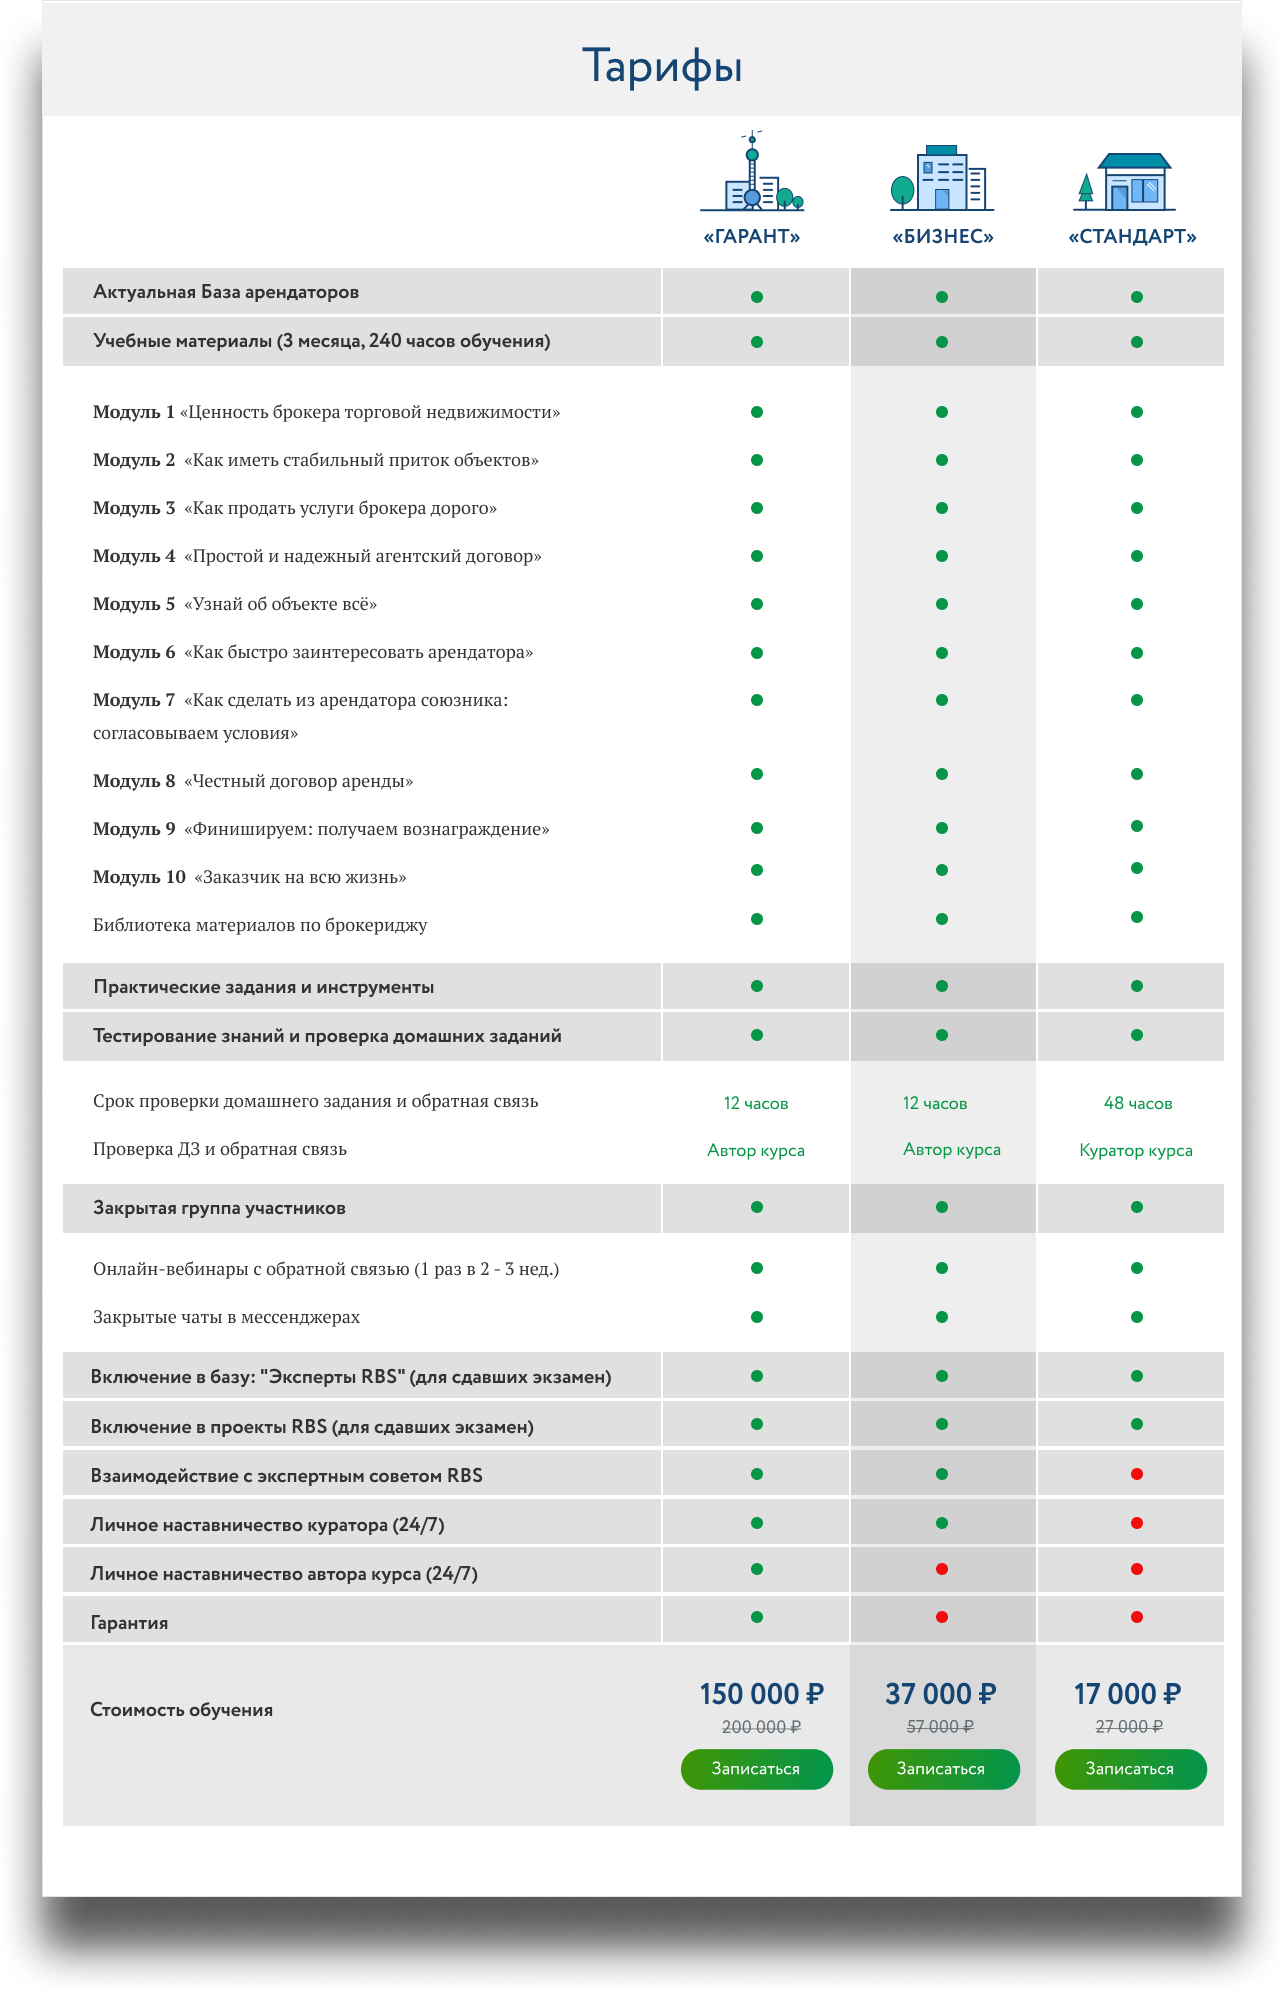 Тарифы
«ГАРАНТ» «БИЗНЕС» «СТАНДАРТ»
Актуальная База арендаторов
Учебные материалы (3 месяца, 240 часов обучения)
Модуль 1 «Ценность брокера торговой недвижимости»
Модуль 2 «Как иметь стабильный приток объектов»
Модуль 3 «Как продать услуги брокера дорого»
Модуль 4 «Простой и надежный агентский договор»
Модуль 5 «Узнай об объекте всё»
Модуль 6 «Как быстро заинтересовать арендатора»
Модуль 7 «Как сделать из арендатора союзника:
согласовываем условия»
Модуль 8 «Честный договор аренды»
Модуль 9 «Финишируем: получаем вознаграждение»
Модуль 10 «Заказчик на всю жизнь»
Библиотека материалов по брокериджу
Практические задания и инструменты
Тестирование знаний и проверка домашних заданий
Срок проверки домашнего задания и обратная связь 12 часов 12 часов 48 часов
Проверка ДЗ и обратная связь Автор курса Автор курса Куратор курса
Закрытая группа участников
Онлайн-вебинары с обратной связью (1 раз в 2 - 3 нед.)
Закрытые чаты в мессенджерах
Включение в базу: "Эксперты RBS" (для сдавших экзамен)
Включение в проекты RBS (для сдавших экзамен)
Взаимодействие с экспертным советом RBS
Личное наставничество куратора (24/7)
Личное наставничество автора курса (24/7)
Гарантия
Стоимость обучения 150 000 ₽ 37 000 ₽ 17 000 ₽
200 000 ₽ 57 000 ₽ 27 000 ₽
Записаться Записаться Записаться